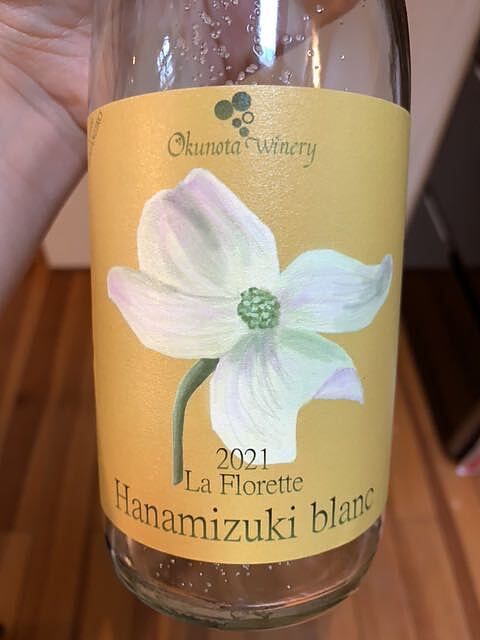 Okunota Winery
2021
La Florette
Hanamizuki blanc